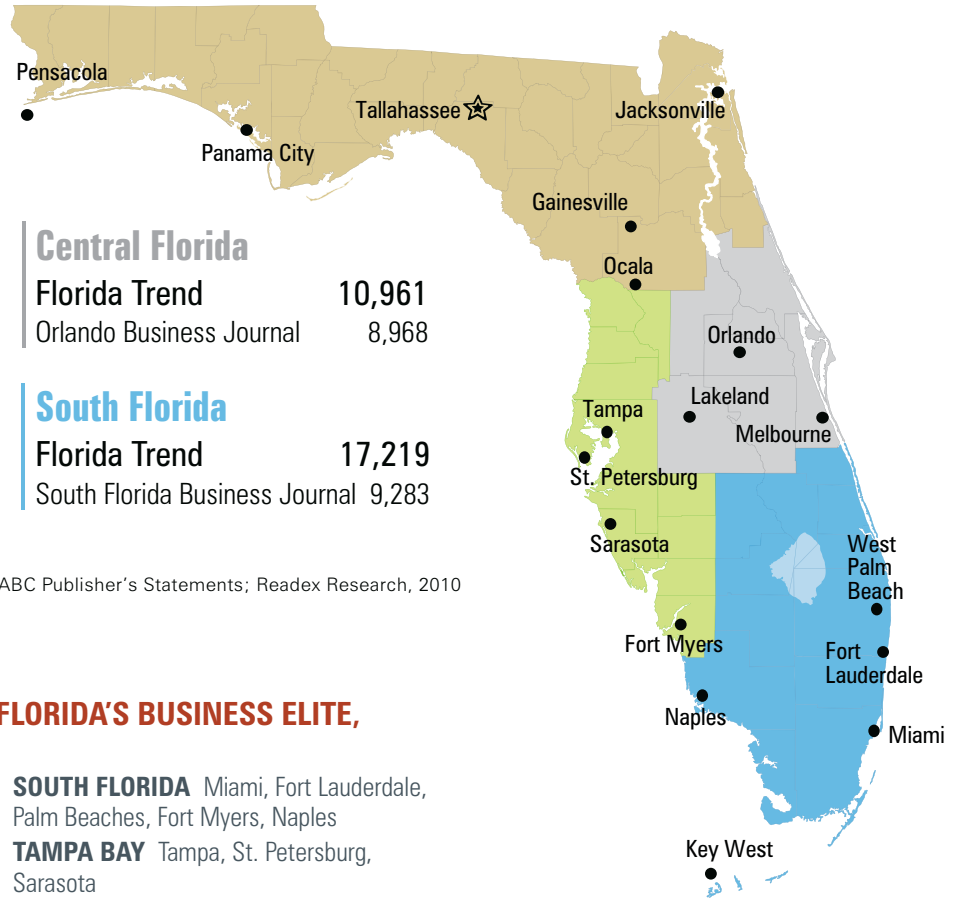 Pensacola
Tallahassee
Jacksonville
Panama City
Gainesville
Ocala
Central Florida
Florida Trend 10,961
Orlando Business Journal 8,968
South Florida
Florida Trend 17,219
South Florida Business Journal 9,283
Orlando
Lakeland
Tampa
Melbourne
St. Petersburg
Sarasota
West
Palm
Beach
Fort Myers
Fort
Lauderdale
Naples
Miami
Key West
ABC Publisher's Statements; Readex Research, 2010
FLORIDA'S BUSINESS ELITE,
SOUTH FLORIDA Miami, Fort Lauderdale,
Palm Beaches, Fort Myers, Naples
TAMPA BAY Tampa, St. Petersburg,
Sarasota